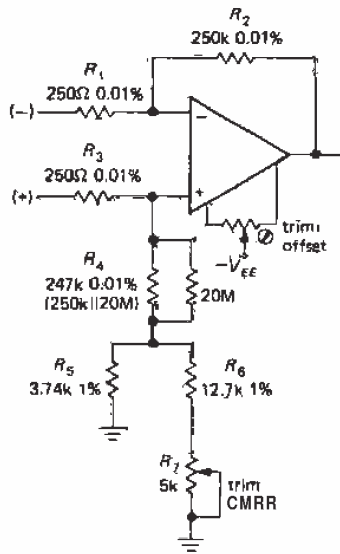 R2
250k 0.01%
R1
250Ω 0.01%
(−)
−
R3
250Ω 0.01%
(+)
+
trim
offset
−VEE
R4
247k 0.01%
(250k||20M)
20M
R5
3.74k 1%
R6
12.7k 1%
R7
5k
trim
CMRR